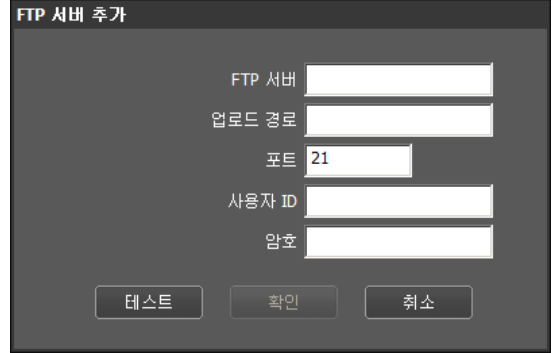 FTP 서버 추가
FTP 서버
업로드 경로
포트 21
사용자 ID
암호
테스트 확인 취소